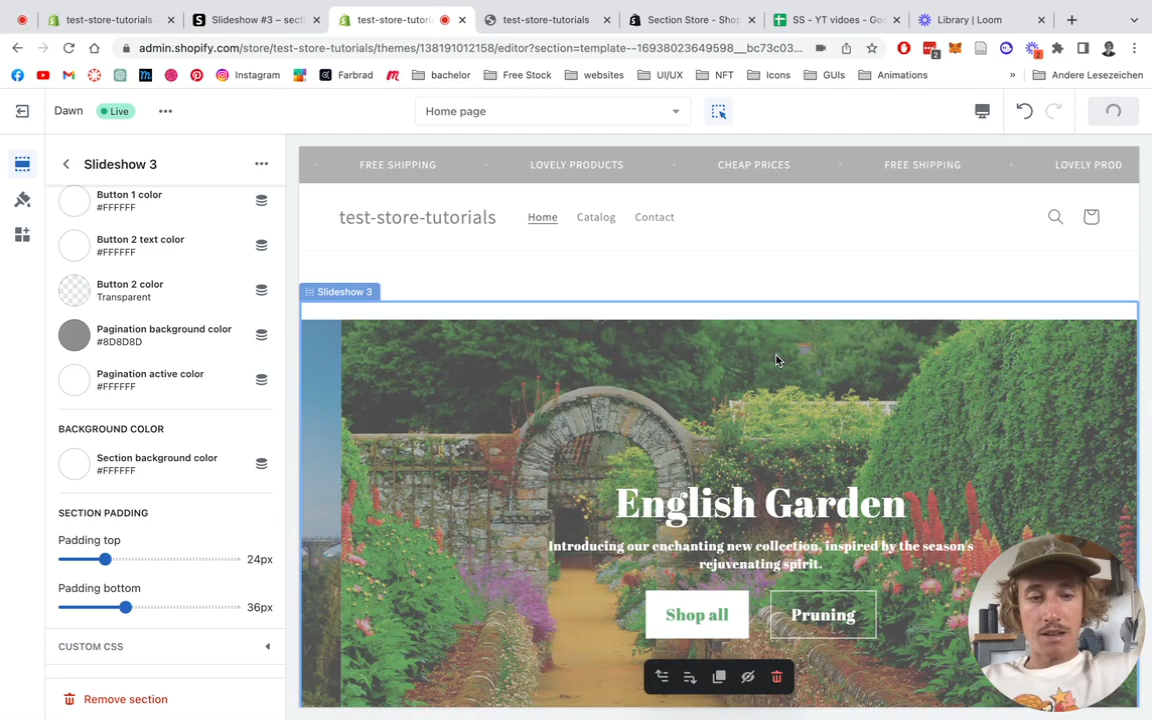 test-store-tutorials
Slideshow #3 – secti
test-store-tutori
test-store-tutorials
Section Store - Shop
SS - YT vidoes - Goo
Library | Loom
admin.shopify.com/store/test-store-tutorials/themes/138191012158/editor?section=template--16938023649598__bc73c03...
2
2
Instagram
Farbrad
bachelor
Free Stock
websites
UI/UX
NFT
Icons
GUIs
Animations
»
Andere Lesezeichen
Dawn
Live
Home page
Slideshow 3
Button 1 color
#FFFFFF
Button 2 text color
#FFFFFF
Button 2 color
Transparent
Pagination background color
#8D8D8D
Pagination active color
#FFFFFF
BACKGROUND COLOR
Section background color
#FFFFFF
SECTION PADDING
Padding top
24px
Padding bottom
36px
CUSTOM CSS
Remove section
FREE SHIPPING
LOVELY PRODUCTS
CHEAP PRICES
FREE SHIPPING
LOVELY PROD
test-store-tutorials
Home
Catalog
Contact
Slideshow 3
English Garden
Introducing our enchanting new collection, inspired by the season's
rejuvenating spirit.
Shop all
Pruning